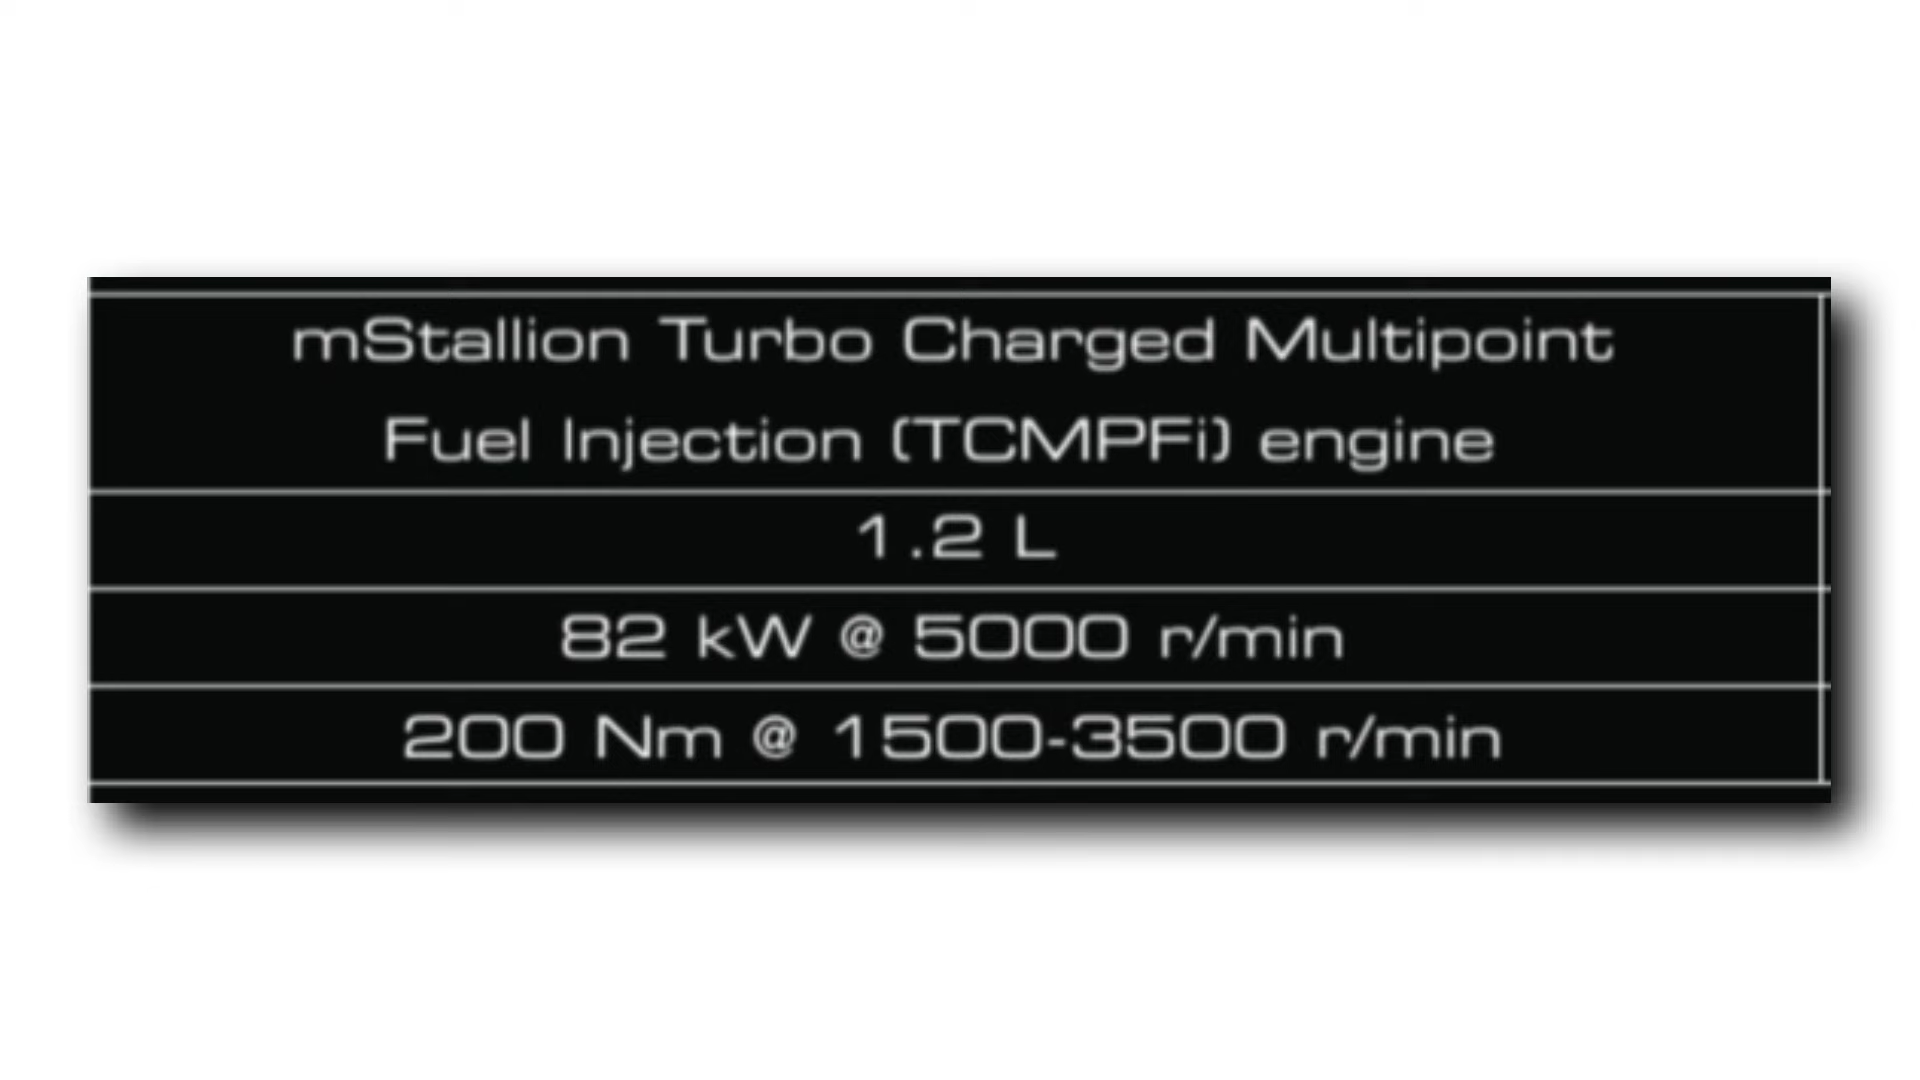 mStallion Turbo Charged Multipoint
Fuel Injection (TCMPFi) engine
1.2 L
82 kW @ 5000 r/min
200 Nm @ 1500-3500 r/min